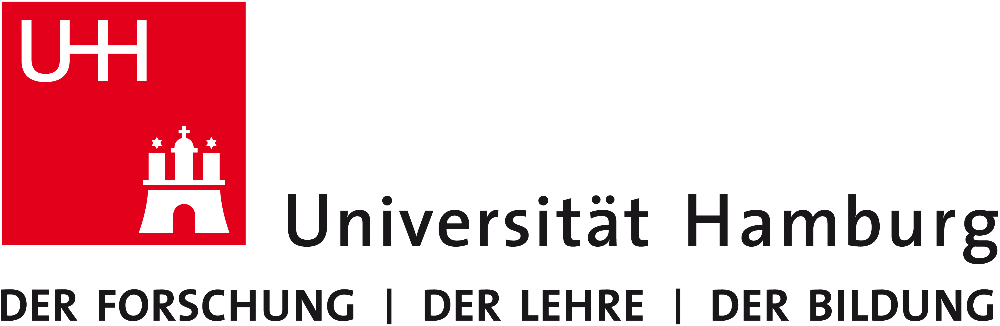 UH
Universität Hamburg
DER FORSCHUNG | DER LEHRE | DER BILDUNG